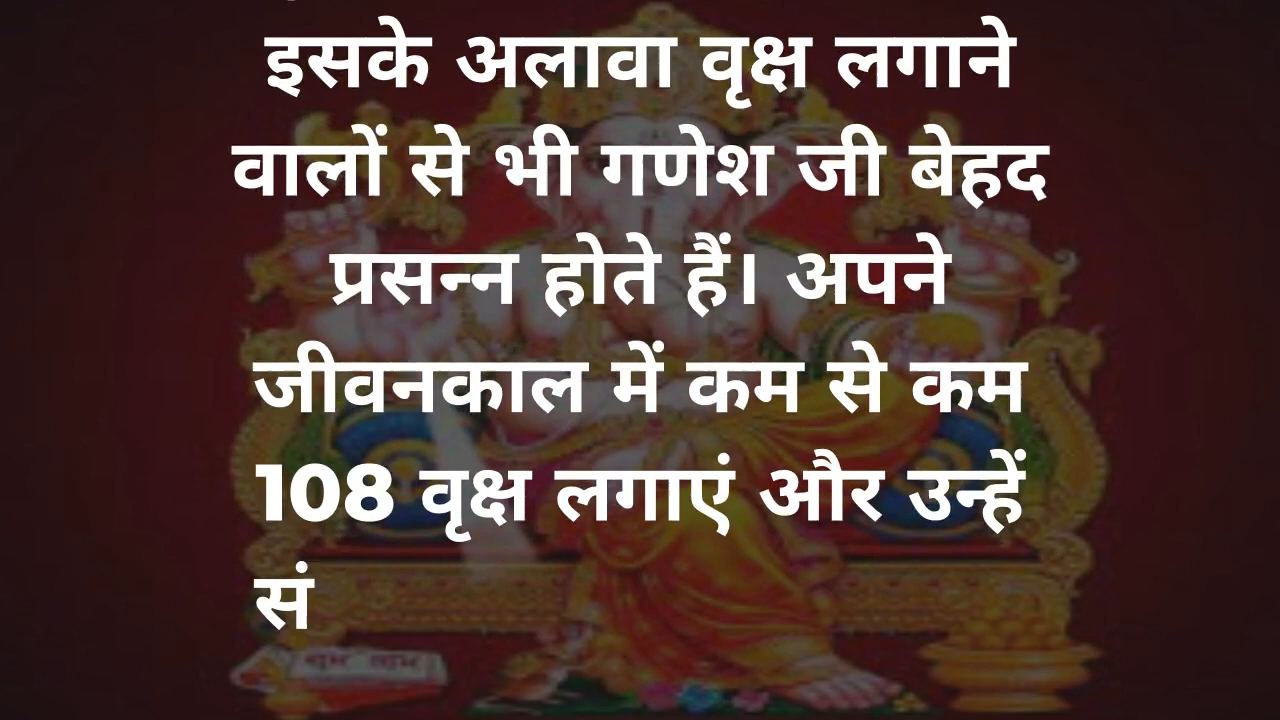 इसके अलावा वृक्ष लगाने
वालों से भी गणेश जी बेहद
प्रसन्न होते हैं। अपने
जीवनकाल में कम से कम
108 वृक्ष लगाएं और उन्हें
सं
शुभ लाभ